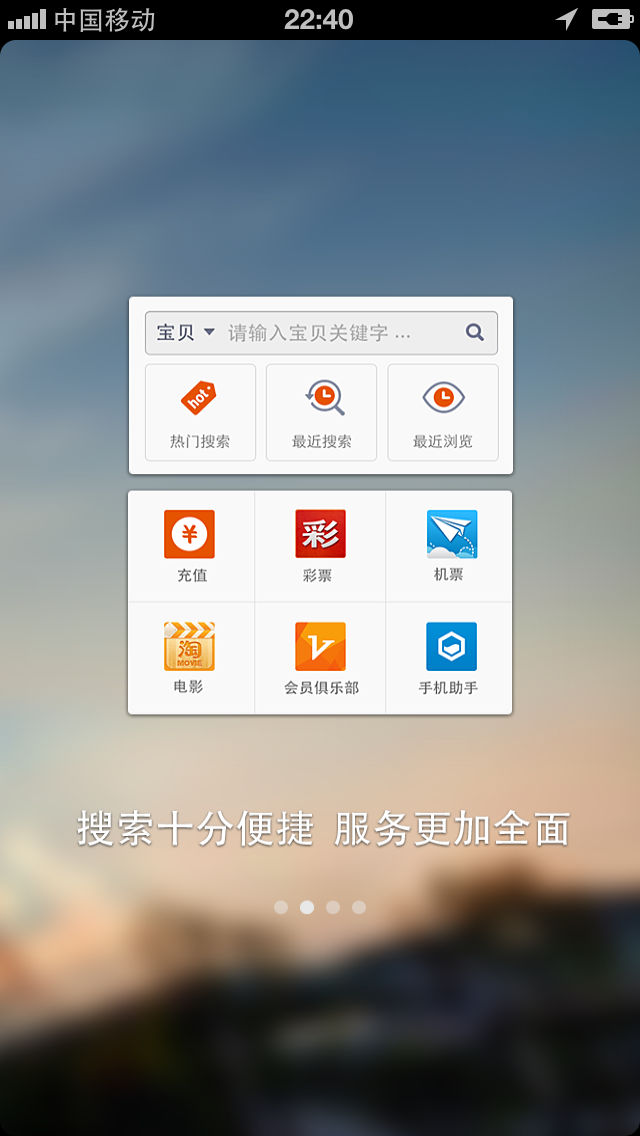 中国移动 22:40
宝贝 请输入宝贝关键字 ...
hot
热门搜索 最近搜索 最近浏览
¥ 彩
充值 彩票 机票
淘 V
MOVIE
电影 会员俱乐部 手机助手
搜索十分便捷 服务更加全面